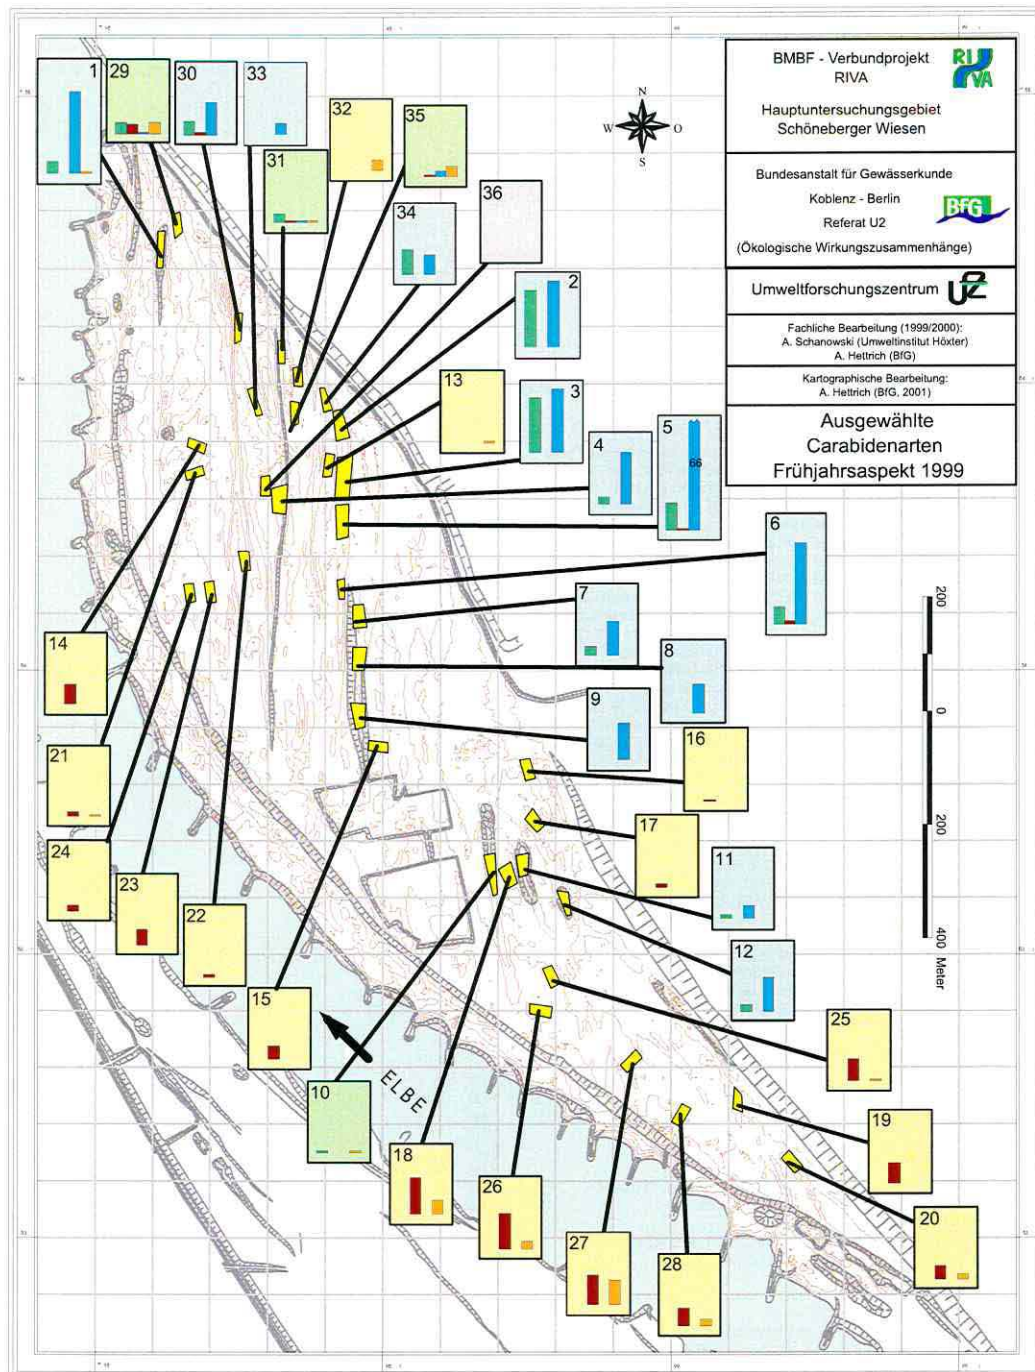 BMBF - Verbundprojekt
RIVA
RIVA
Hauptuntersuchungsgebiet
Schöneberger Wiesen
Bundesanstalt für Gewässerkunde
Koblenz - Berlin
Referat U2
BfG
(Ökologische Wirkungszusammenhänge)
Umweltforschungszentrum UFZ
Fachliche Bearbeitung (1999/2000):
A. Schanowski (Umweltinstitut Höxter)
A. Hettrich (BfG)
Kartographische Bearbeitung:
A. Hettrich (BfG, 2001)
Ausgewählte
Carabidenarten
Frühjahrsaspekt 1999
N
W O
S
1
29
30
33
32
35
31
34
36
2
13
3
4
5
66
6
7
8
9
14
16
21
17
24
23
22
11
12
15
25
10
19
18
26
20
27
28
ELBE
200
0
200
400 Meter